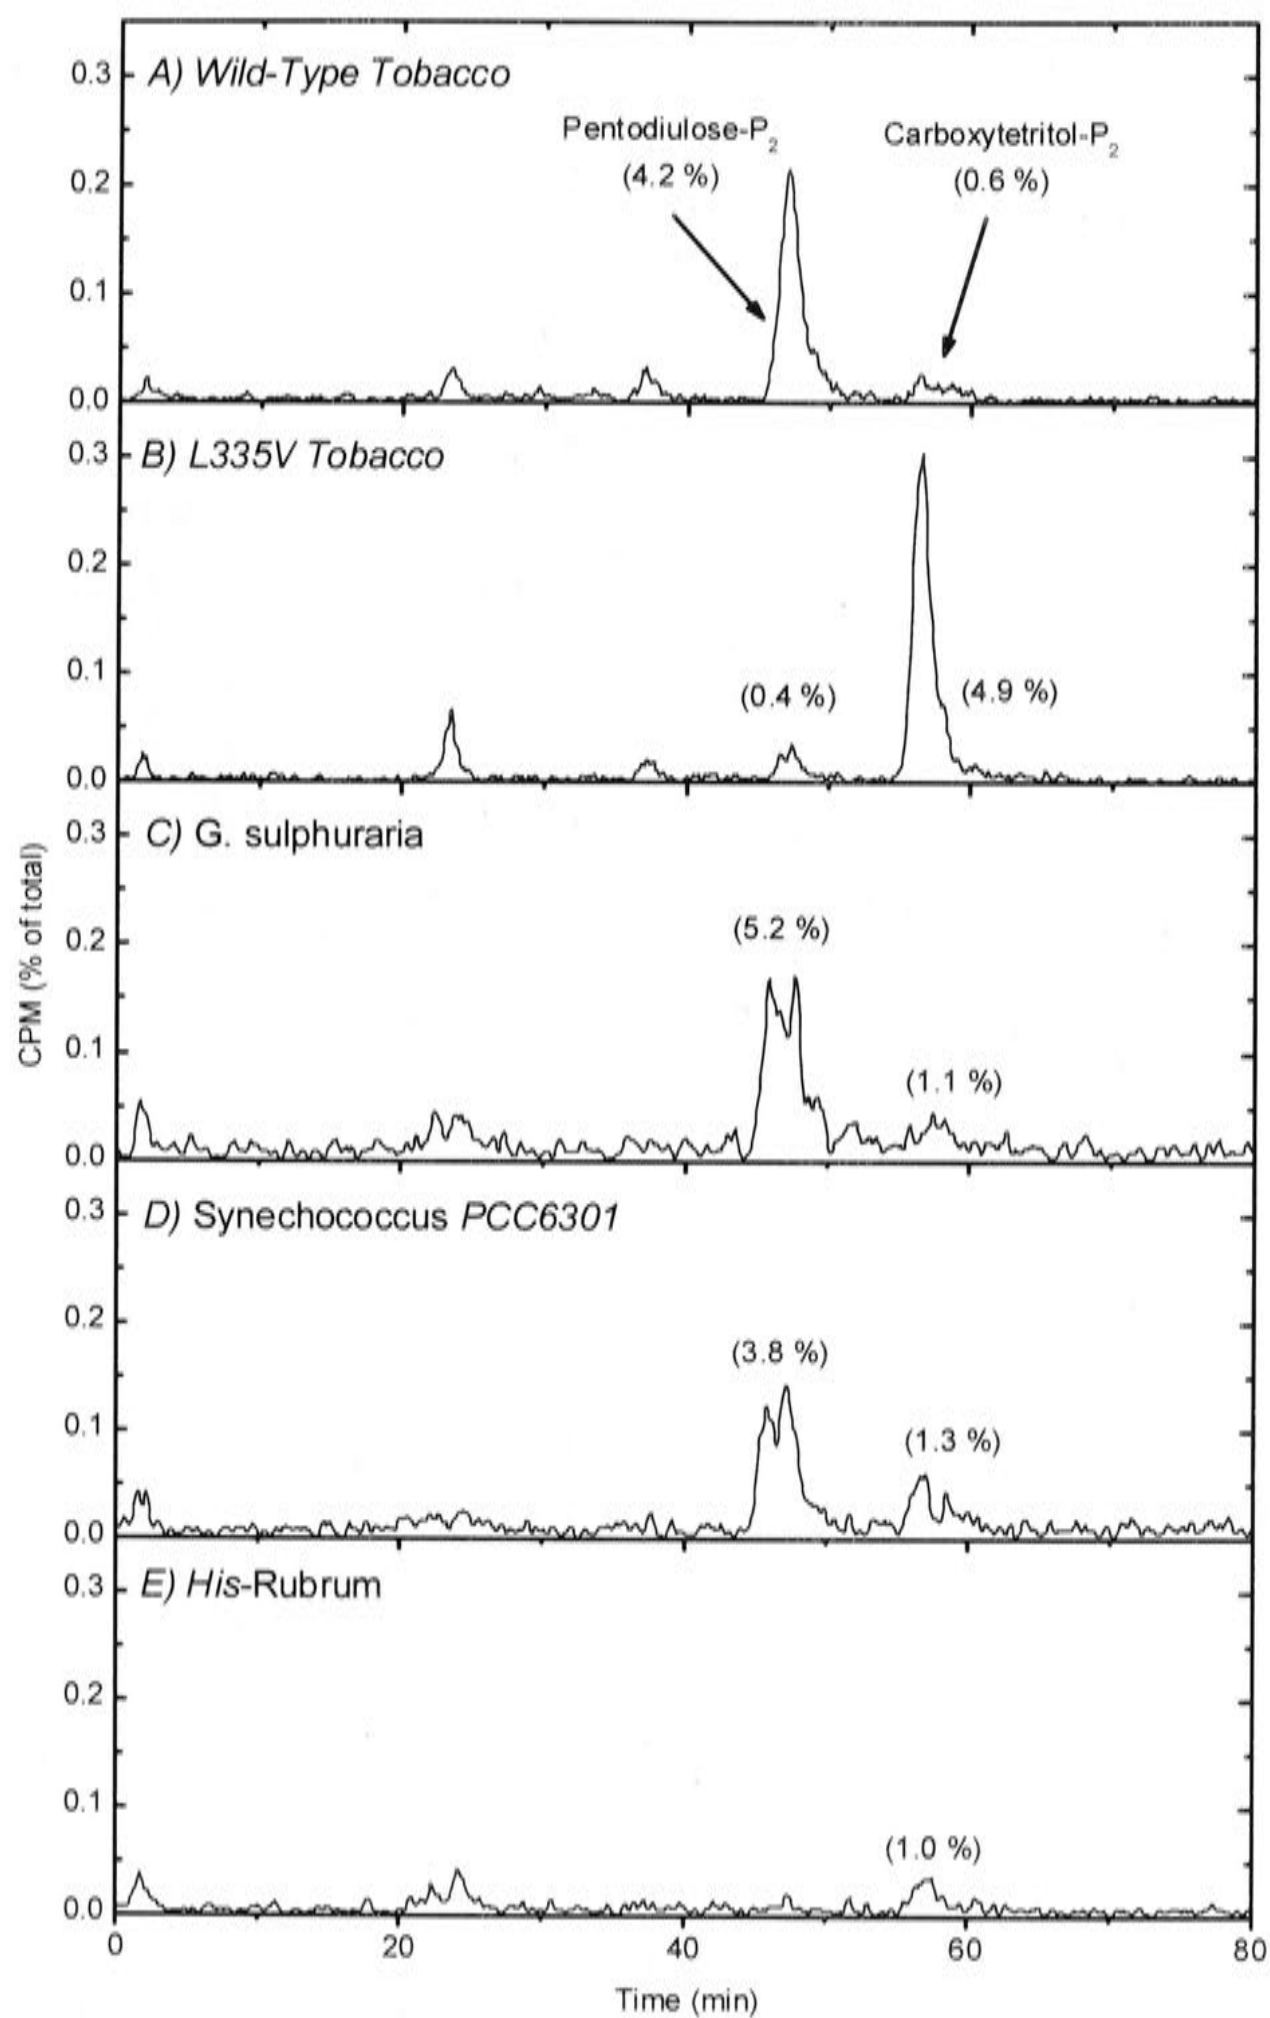 0.3
A) Wild-Type Tobacco
Pentodiulose-P2
(4.2 %)
Carboxytetritol-P2
(0.6 %)
0.2
0.1
0.0
0.3
B) L335V Tobacco
0.2
0.1
(0.4 %)
(4.9 %)
0.0
CPM (% of total)
0.3
C) G. sulphuraria
(5.2 %)
0.2
0.1
(1.1 %)
0.0
0.3
D) Synechococcus PCC6301
0.2
(3.8 %)
0.1
(1.3 %)
0.0
0.3
E) His-Rubrum
0.2
0.1
(1.0 %)
0.0
0 20 40 60 80
Time (min)